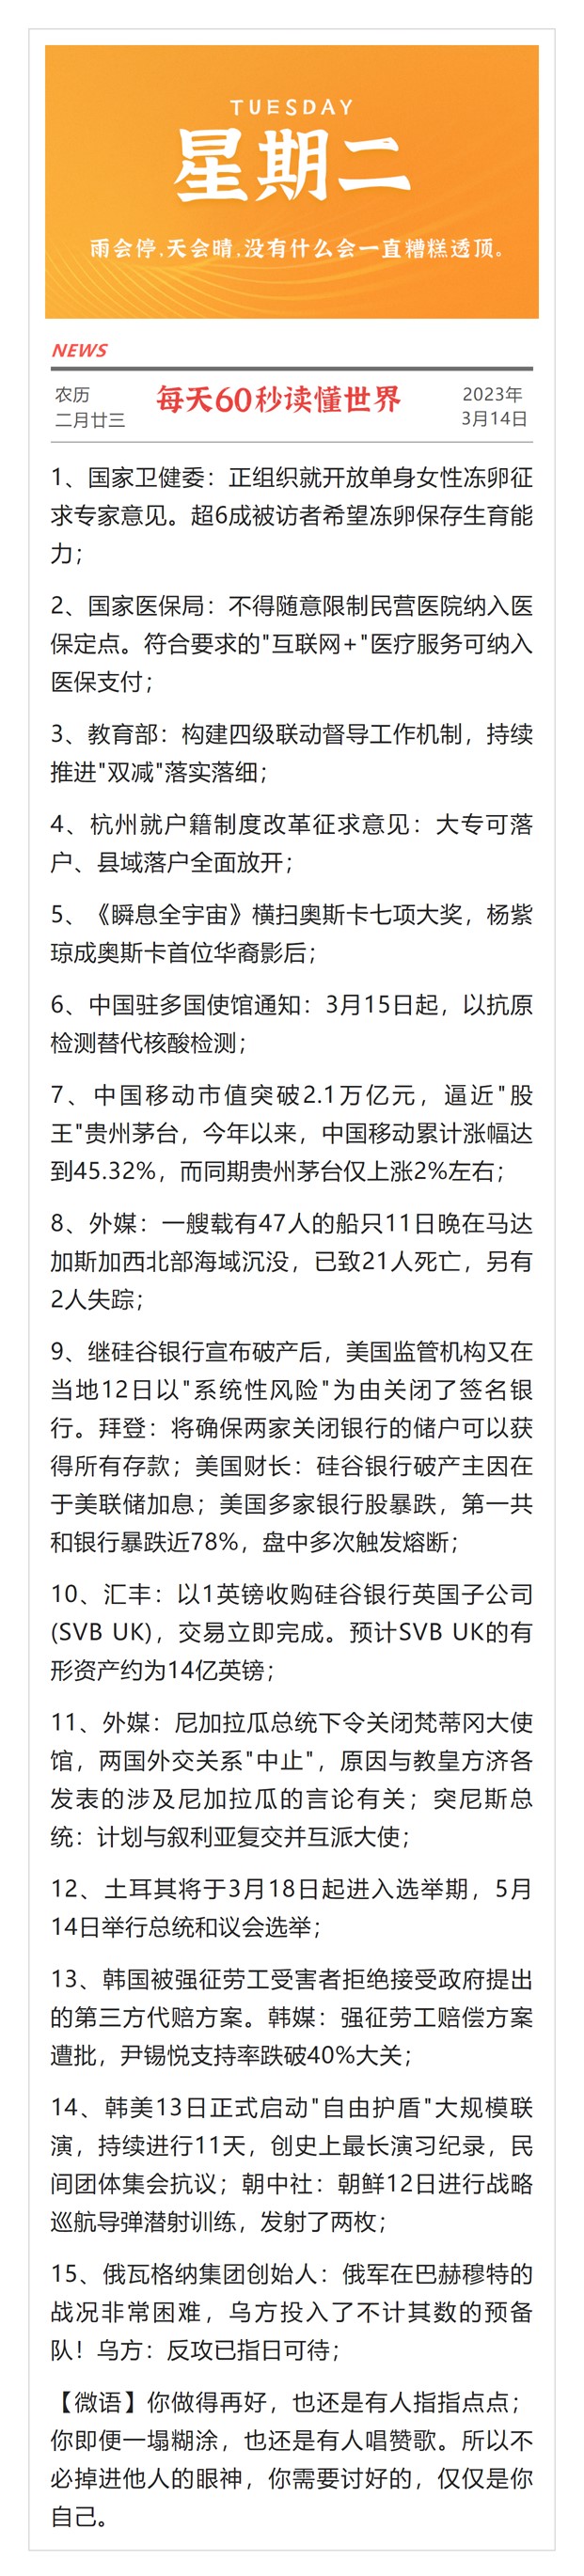 TUESDAY
星期二
雨会停,天会晴,没有什么会一直糟糕透顶。
NEWS
农历
二月廿三
每天60秒读懂世界
2023年
3月14日
1、国家卫健委：正组织就开放单身女性冻卵征
求专家意见。超6成被访者希望冻卵保存生育能
力；
2、国家医保局：不得随意限制民营医院纳入医
保定点。符合要求的"互联网+"医疗服务可纳入
医保支付；
3、教育部：构建四级联动督导工作机制，持续
推进"双减"落实落细；
4、杭州就户籍制度改革征求意见：大专可落
户、县域落户全面放开；
5、《瞬息全宇宙》横扫奥斯卡七项大奖，杨紫
琼成奥斯卡首位华裔影后；
6、中国驻多国使馆通知：3月15日起，以抗原
检测替代核酸检测；
7、中国移动市值突破2.1万亿元，逼近"股
王"贵州茅台，今年以来，中国移动累计涨幅达
到45.32%，而同期贵州茅台仅上涨2%左右；
8、外媒：一艘载有47人的船只11日晚在马达
加斯加西北部海域沉没，已致21人死亡，另有
2人失踪；
9、继硅谷银行宣布破产后，美国监管机构又在
当地12日以"系统性风险"为由关闭了签名银
行。拜登：将确保两家关闭银行的储户可以获
得所有存款；美国财长：硅谷银行破产主因在
于美联储加息；美国多家银行股暴跌，第一共
和银行暴跌近78%，盘中多次触发熔断；
10、汇丰：以1英镑收购硅谷银行英国子公司
(SVB UK)，交易立即完成。预计SVB UK的有
形资产约为14亿英镑；
11、外媒：尼加拉瓜总统下令关闭梵蒂冈大使
馆，两国外交关系"中止"，原因与教皇方济各
发表的涉及尼加拉瓜的言论有关；突尼斯总
统：计划与叙利亚复交并互派大使；
12、土耳其将于3月18日起进入选举期，5月
14日举行总统和议会选举；
13、韩国被强征劳工受害者拒绝接受政府提出
的第三方代赔方案。韩媒：强征劳工赔偿方案
遭批，尹锡悦支持率跌破40%大关；
14、韩美13日正式启动"自由护盾"大规模联
演，持续进行11天，创史上最长演习纪录，民
间团体集会抗议；朝中社：朝鲜12日进行战略
巡航导弹潜射训练，发射了两枚；
15、俄瓦格纳集团创始人：俄军在巴赫穆特的
战况非常困难，乌方投入了不计其数的预备
队！乌方：反攻已指日可待；
【微语】你做得再好，也还是有人指指点点；
你即便一塌糊涂，也还是有人唱赞歌。所以不
必掉进他人的眼神，你需要讨好的，仅仅是你
自己。